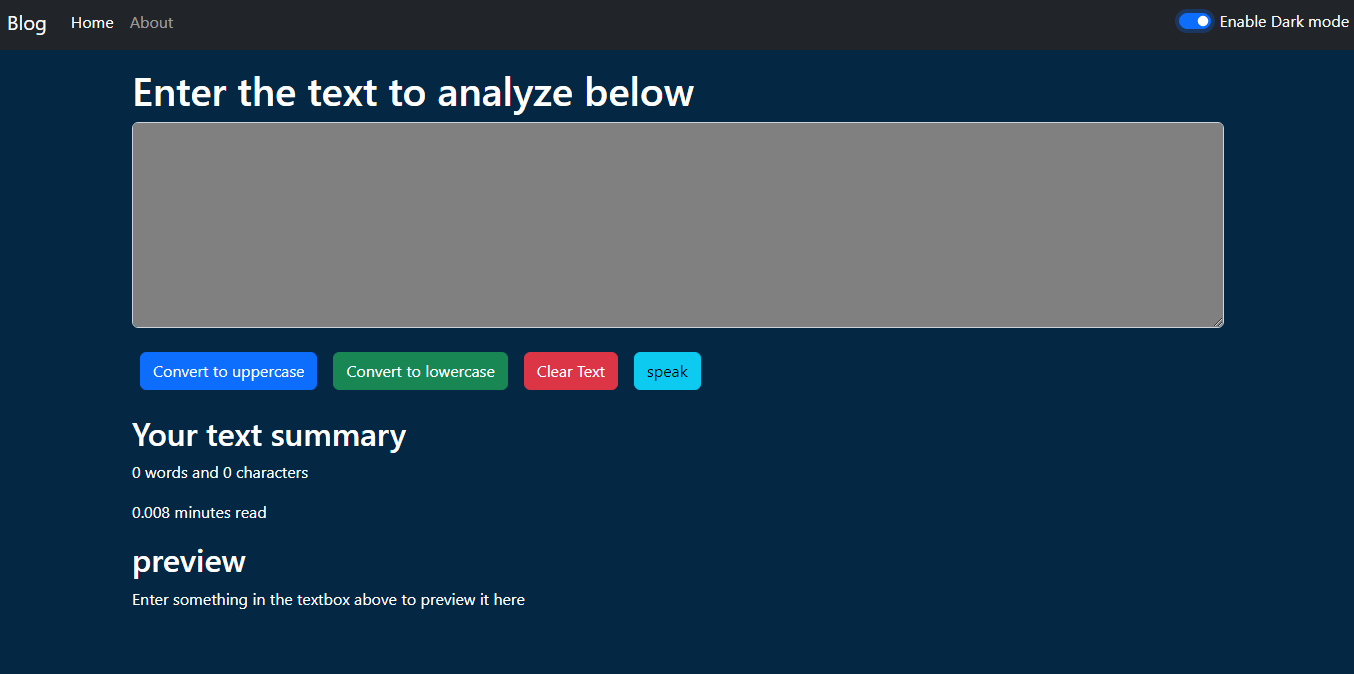 Blog Home About Enable Dark mode
Enter the text to analyze below
Convert to uppercase Convert to lowercase Clear Text speak
Your text summary
0 words and 0 characters
0.008 minutes read
preview
Enter something in the textbox above to preview it here